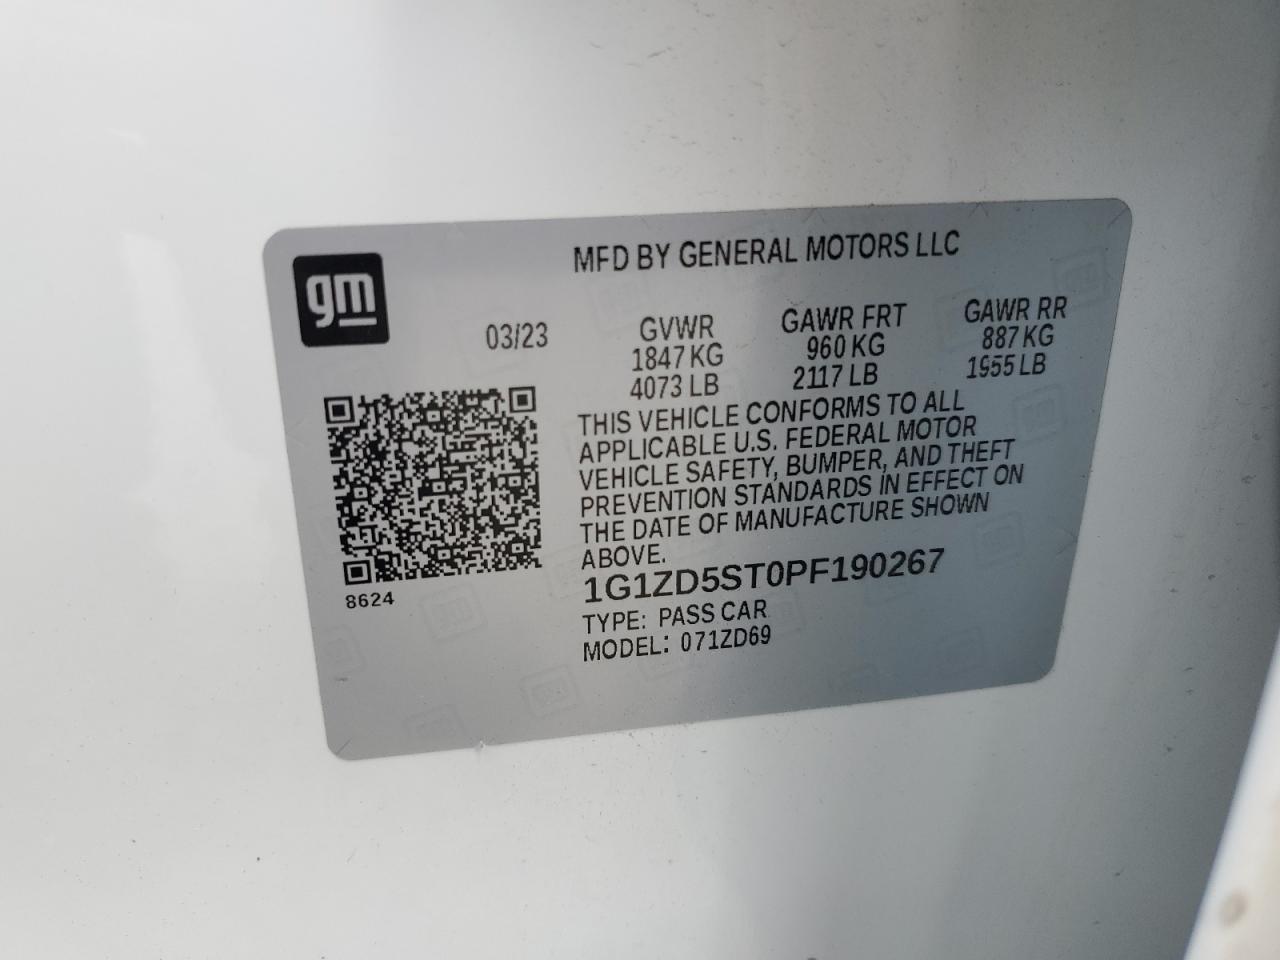 gm
MFD BY GENERAL MOTORS LLC
03/23
GVWR
1847 KG
4073 LB
GAWR FRT
960 KG
2117 LB
GAWR RR
887 KG
1955 LB
THIS VEHICLE CONFORMS TO ALL
APPLICABLE U.S. FEDERAL MOTOR
VEHICLE SAFETY, BUMPER, AND THEFT
PREVENTION STANDARDS IN EFFECT ON
THE DATE OF MANUFACTURE SHOWN
ABOVE.
1G1ZD5ST0PF190267
TYPE: PASS CAR
MODEL: 071ZD69
8624